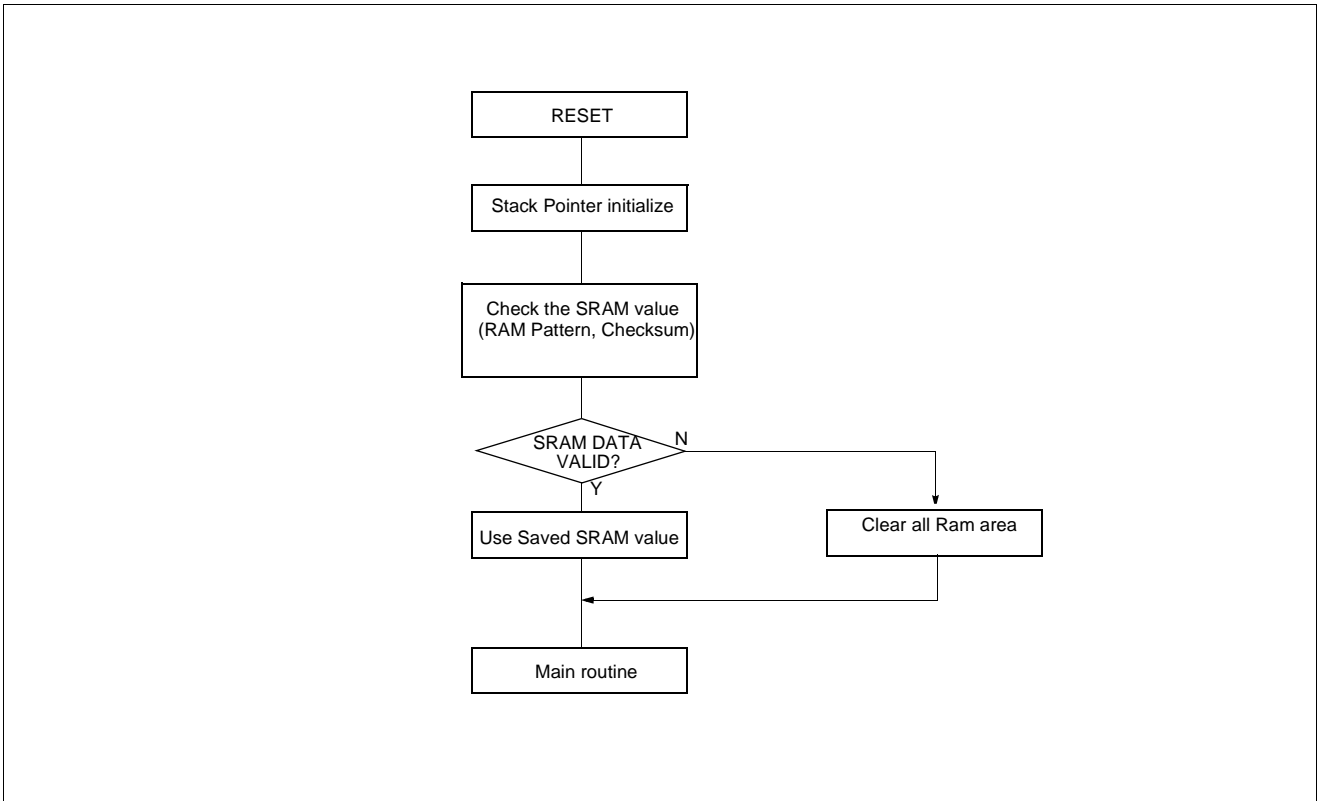 RESET
Stack Pointer initialize
Check the SRAM value
(RAM Pattern, Checksum)
SRAM DATA
VALID?
N
Y
Use Saved SRAM value
Clear all Ram area
Main routine